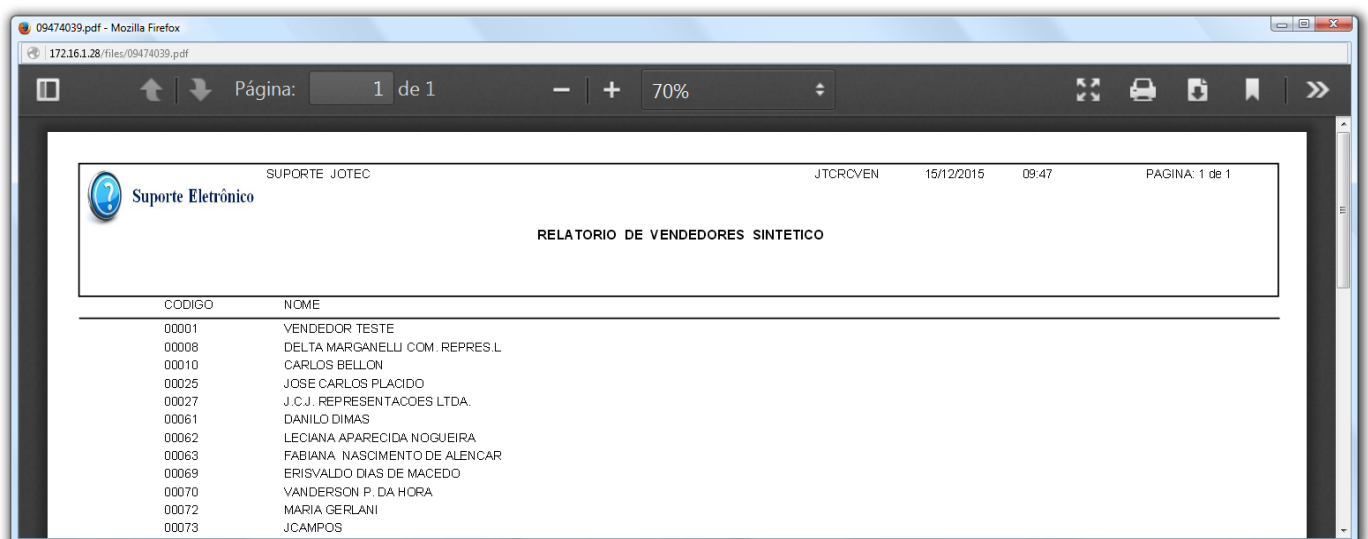 09474039.pdf - Mozilla Firefox
172.16.1.28/files/09474039.pdf
Página: 1 de 1 70%
SUPORTE JOTEC JTCRCVEN 15/12/2015 09:47 PAGINA: 1 de 1
Suporte Eletrônico
RELATORIO DE VENDEDORES SINTETICO
CODIGO NOME
00001 VENDEDOR TESTE
00008 DELTA MARGANELLI COM. REPRES.L
00010 CARLOS BELLON
00025 JOSE CARLOS PLACIDO
00027 J.C.J. REPRESENTACOES LTDA.
00061 DANILO DIMAS
00062 LECIANA APARECIDA NOGUEIRA
00063 FABIANA NASCIMENTO DE ALENCAR
00069 ERISVALDO DIAS DE MACEDO
00070 VANDERSON P. DA HORA
00072 MARIA GERLANI
00073 JCAMPOS